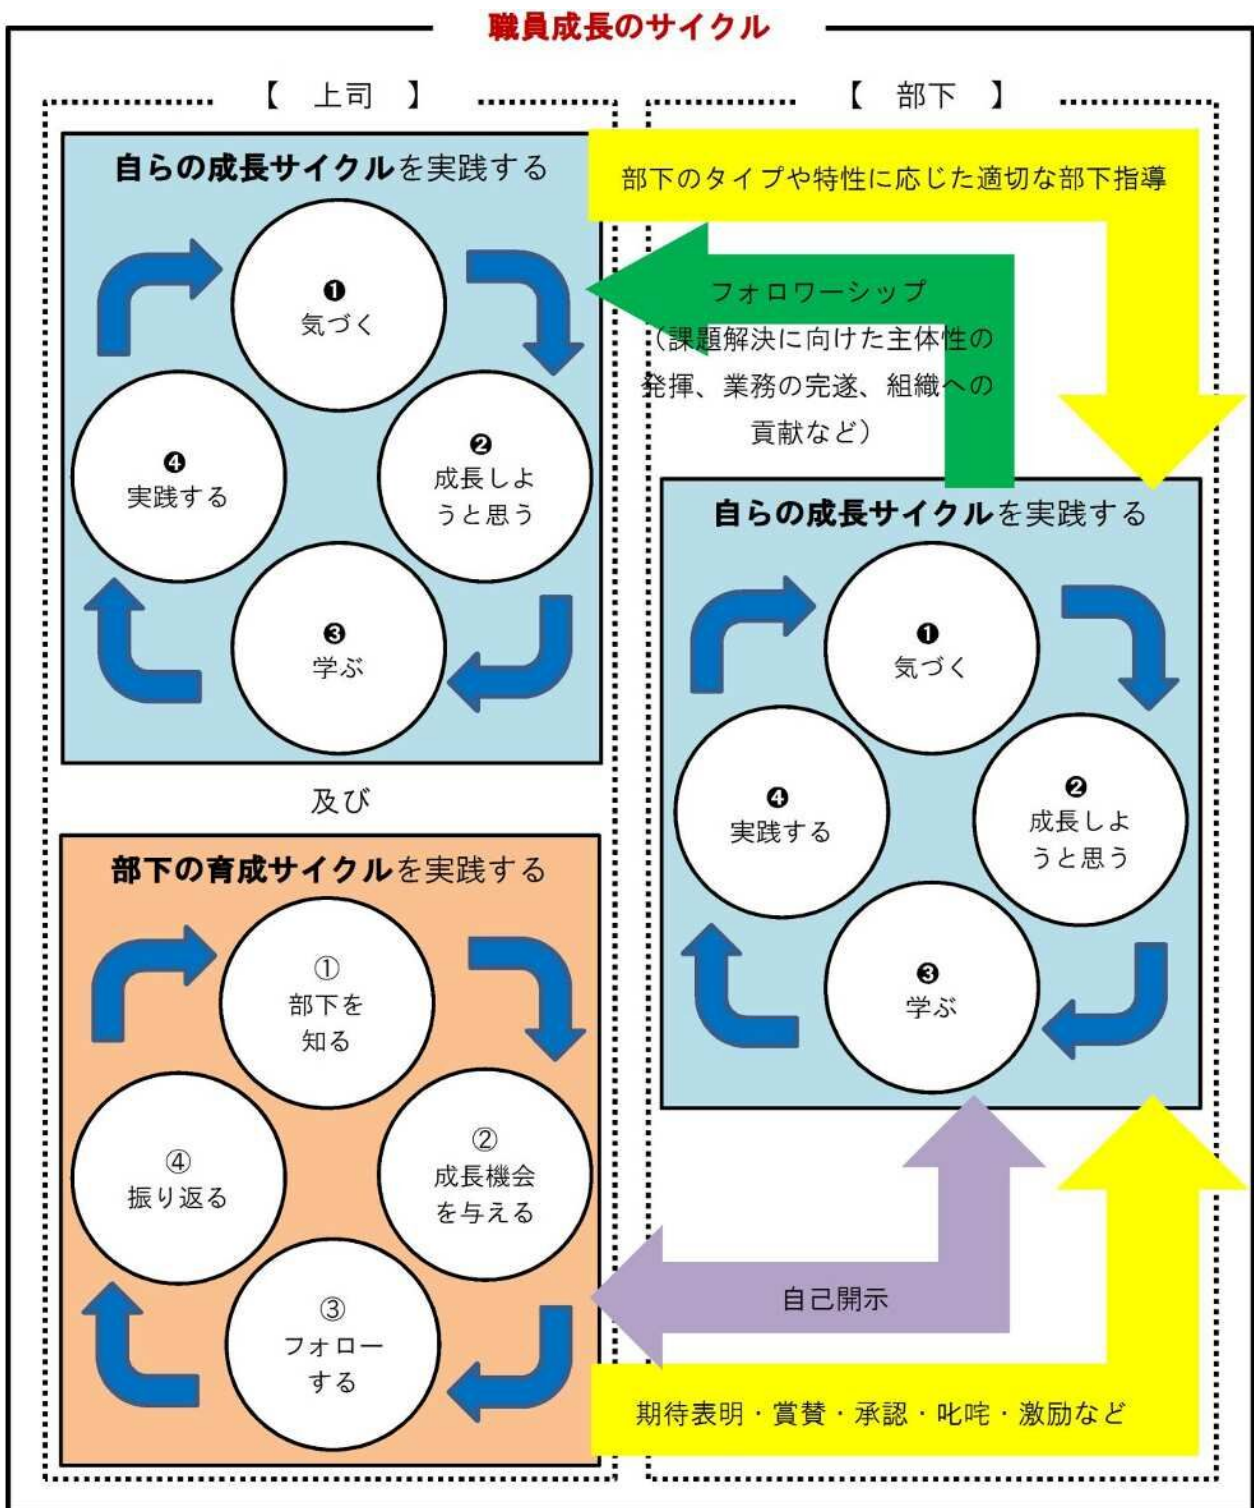 職員成長のサイクル
【 上司 】
自らの成長サイクルを実践する
❶
気づく
❷
成長しよ
うと思う
❸
学ぶ
❹
実践する
及び
部下の育成サイクルを実践する
①
部下を
知る
②
成長機会
を与える
③
フォロー
する
④
振り返る
【 部下 】
部下のタイプや特性に応じた適切な部下指導
フォロワーシップ
（課題解決に向けた主体性の
発揮、業務の完遂、組織への
貢献など）
自らの成長サイクルを実践する
❶
気づく
❷
成長しよ
うと思う
❸
学ぶ
❹
実践する
自己開示
期待表明・賞賛・承認・叱咤・激励など